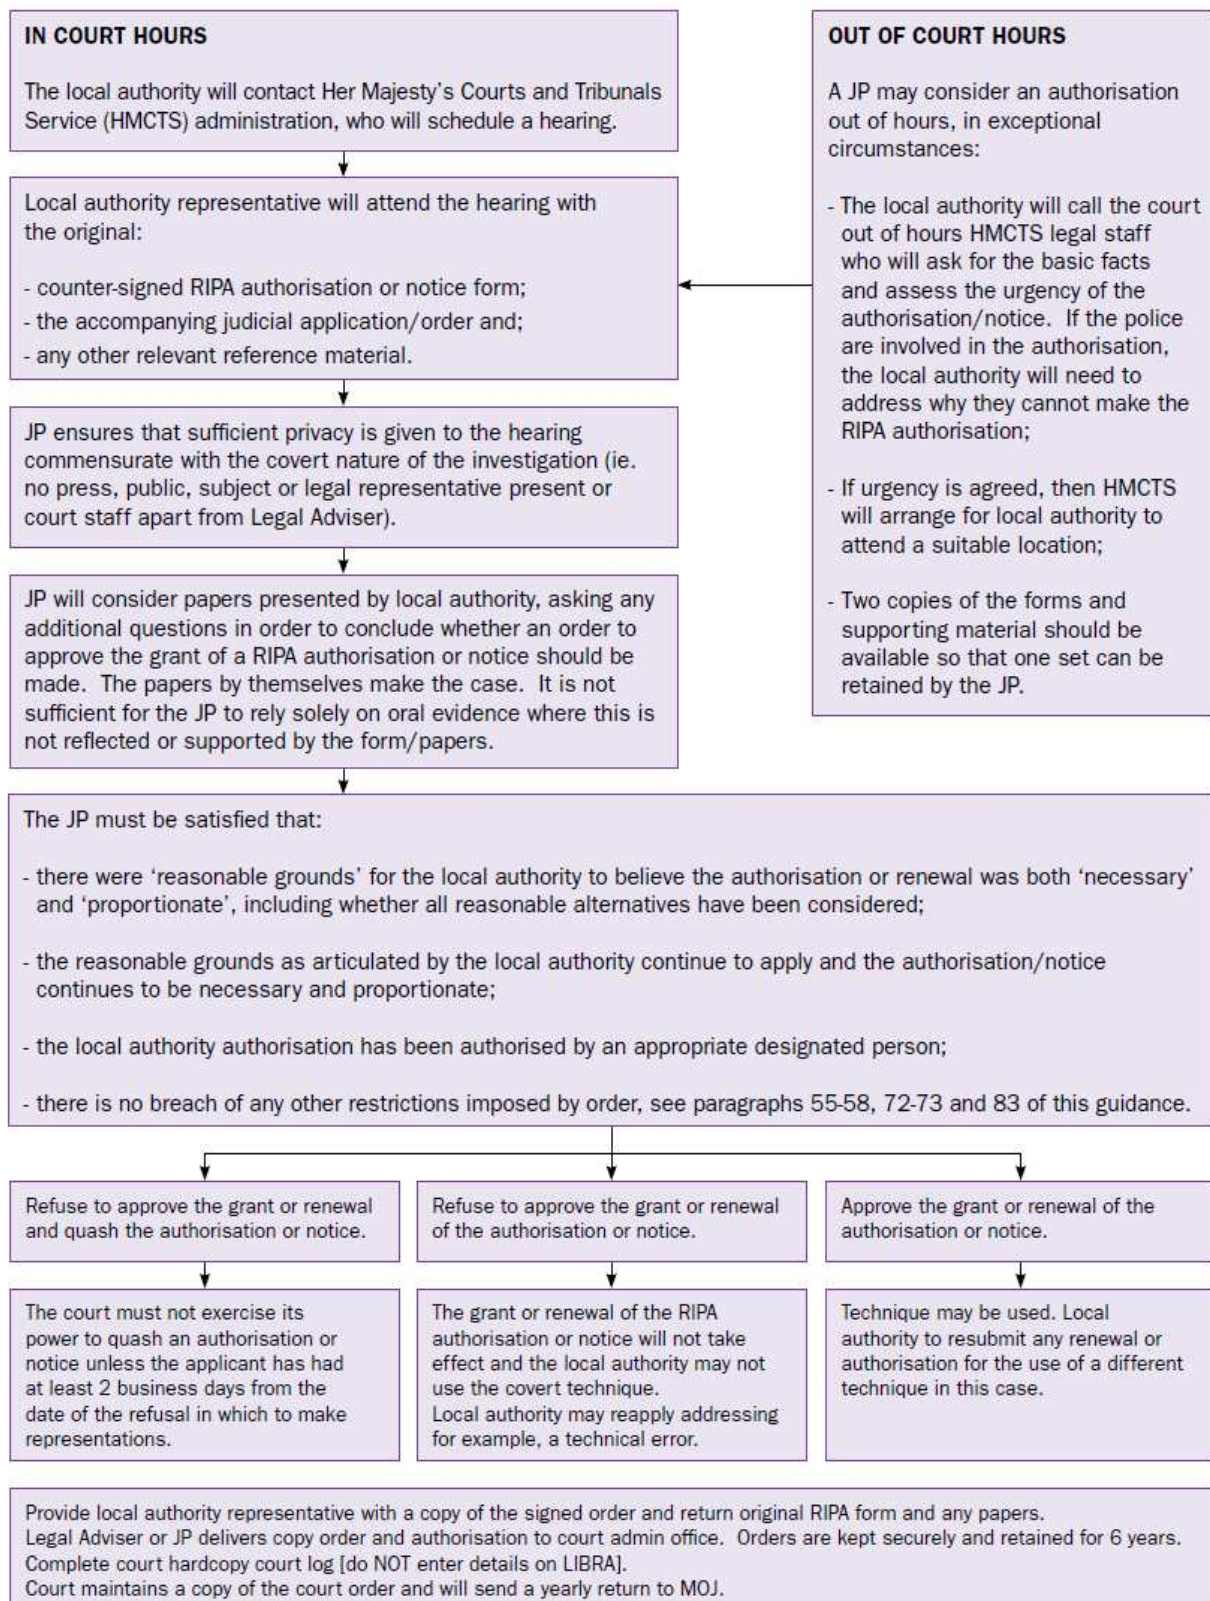 IN COURT HOURS
The local authority will contact Her Majesty's Courts and Tribunals
Service (HMCTS) administration, who will schedule a hearing.
Local authority representative will attend the hearing with
the original:
- counter-signed RIPA authorisation or notice form;
- the accompanying judicial application/order and;
- any other relevant reference material.
JP ensures that sufficient privacy is given to the hearing
commensurate with the covert nature of the investigation (ie.
no press, public, subject or legal representative present or
court staff apart from Legal Adviser).
JP will consider papers presented by local authority, asking any
additional questions in order to conclude whether an order to
approve the grant of a RIPA authorisation or notice should be
made. The papers by themselves make the case. It is not
sufficient for the JP to rely solely on oral evidence where this is
not reflected or supported by the form/papers.
OUT OF COURT HOURS
A JP may consider an authorisation
out of hours, in exceptional
circumstances:
- The local authority will call the court
out of hours HMCTS legal staff
who will ask for the basic facts
and assess the urgency of the
authorisation/notice. If the police
are involved in the authorisation,
the local authority will need to
address why they cannot make the
RIPA authorisation;
- If urgency is agreed, then HMCTS
will arrange for local authority to
attend a suitable location;
- Two copies of the forms and
supporting material should be
available so that one set can be
retained by the JP.
The JP must be satisfied that:
- there were 'reasonable grounds' for the local authority to believe the authorisation or renewal was both 'necessary'
and 'proportionate', including whether all reasonable alternatives have been considered;
- the reasonable grounds as articulated by the local authority continue to apply and the authorisation/notice
continues to be necessary and proportionate;
- the local authority authorisation has been authorised by an appropriate designated person;
- there is no breach of any other restrictions imposed by order, see paragraphs 55-58, 72-73 and 83 of this guidance.
Refuse to approve the grant or renewal
and quash the authorisation or notice.
The court must not exercise its
power to quash an authorisation or
notice unless the applicant has had
at least 2 business days from the
date of the refusal in which to make
representations.
Refuse to approve the grant or renewal
of the authorisation or notice.
The grant or renewal of the RIPA
authorisation or notice will not take
effect and the local authority may not
use the covert technique.
Local authority may reapply addressing
for example, a technical error.
Approve the grant or renewal of the
authorisation or notice.
Technique may be used. Local
authority to resubmit any renewal or
authorisation for the use of a different
technique in this case.
Provide local authority representative with a copy of the signed order and return original RIPA form and any papers.
Legal Adviser or JP delivers copy order and authorisation to court admin office. Orders are kept securely and retained for 6 years.
Complete court hardcopy court log [do NOT enter details on LIBRA].
Court maintains a copy of the court order and will send a yearly return to MOJ.